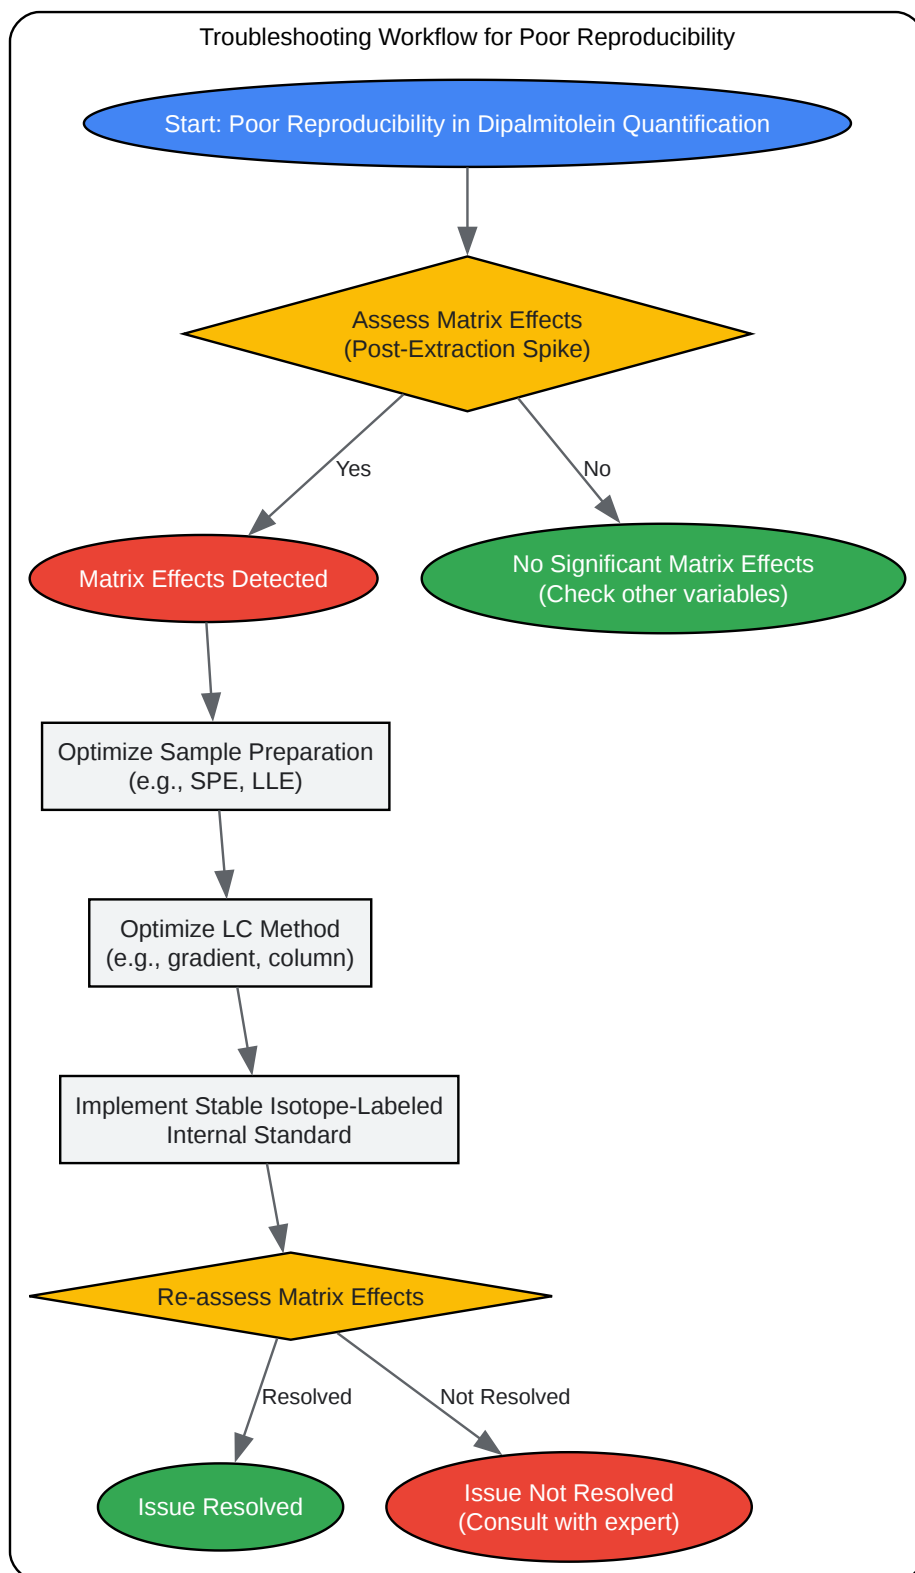 Troubleshooting Workflow for Poor Reproducibility
Start: Poor Reproducibility in Dipalmitolein Quantification
Assess Matrix Effects
(Post-Extraction Spike)
Yes
No
Matrix Effects Detected
No Significant Matrix Effects
(Check other variables)
Optimize Sample Preparation
(e.g., SPE, LLE)
Optimize LC Method
(e.g., gradient, column)
Implement Stable Isotope-Labeled
Internal Standard
Re-assess Matrix Effects
Resolved
Not Resolved
Issue Resolved
Issue Not Resolved
(Consult with expert)